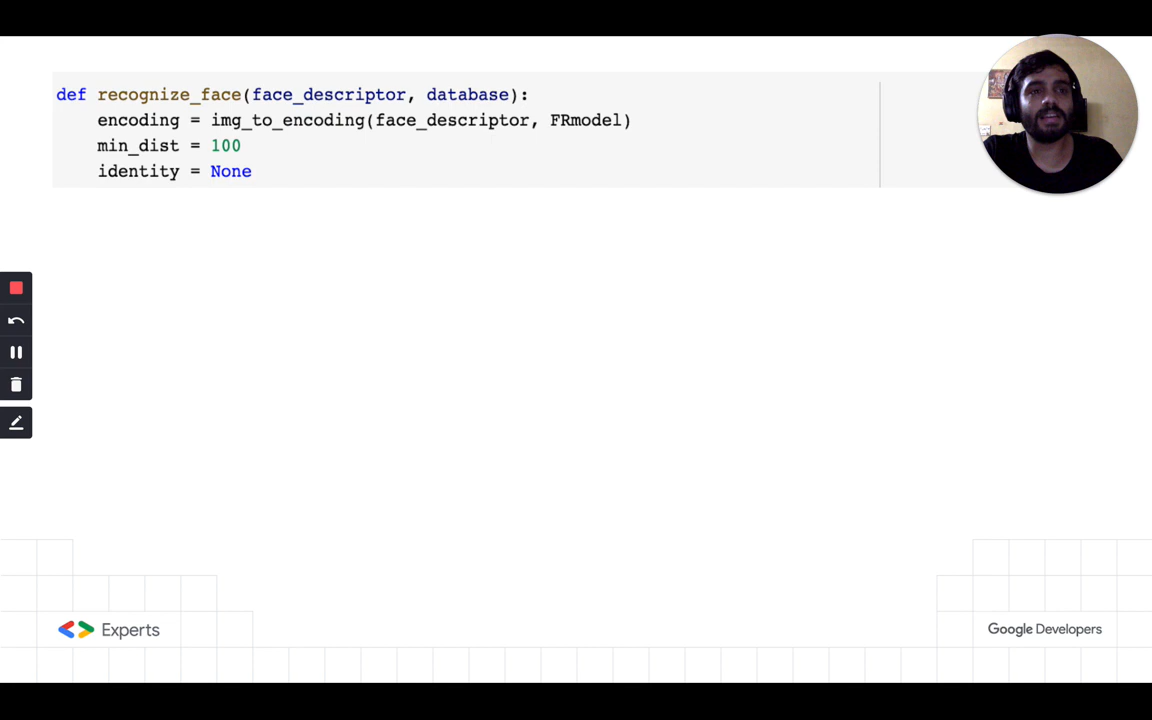 def recognize_face(face_descriptor, database):
    encoding = img_to_encoding(face_descriptor, FRmodel)
    min_dist = 100
    identity = None
Experts
Google Developers